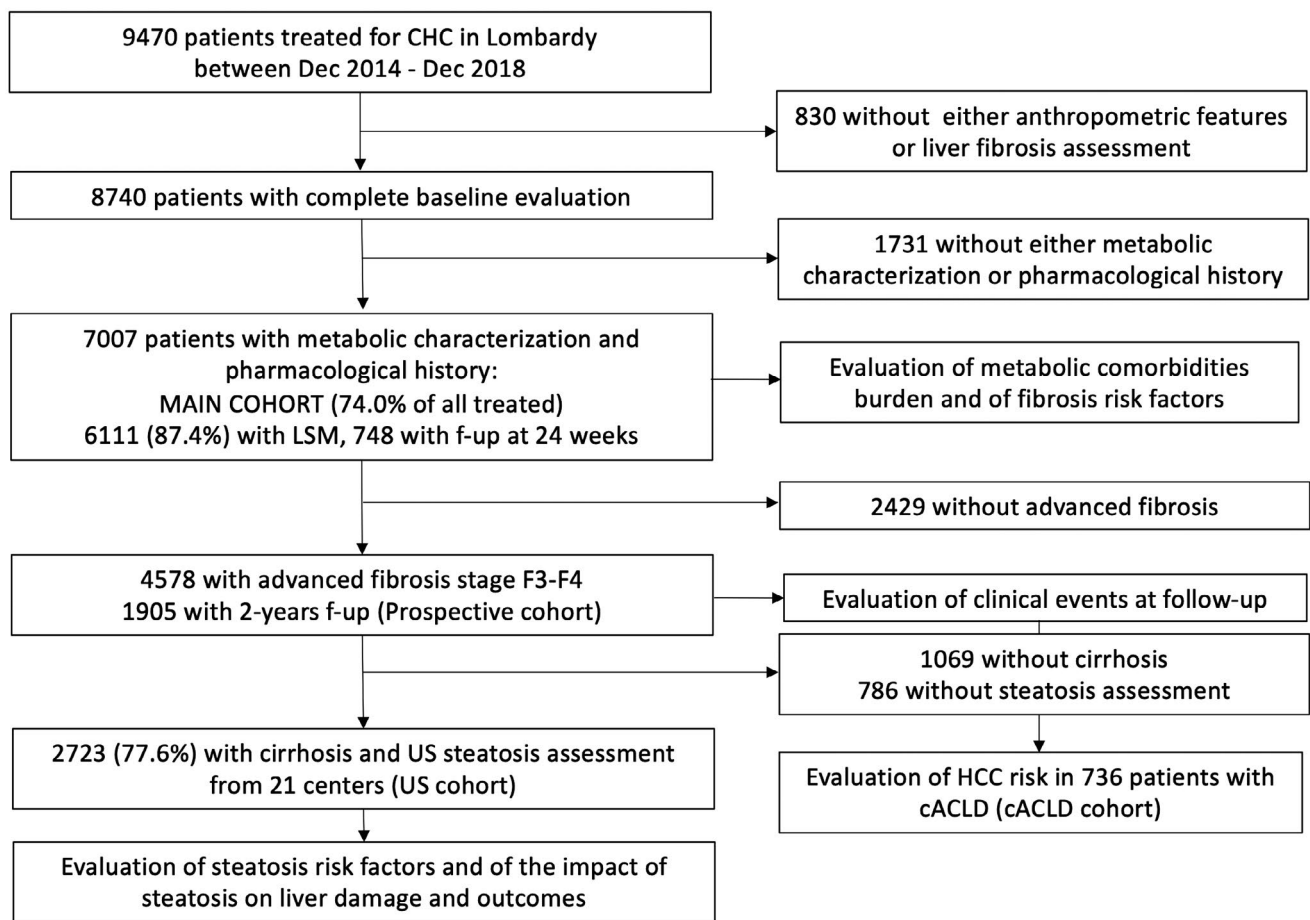 9470 patients treated for CHC in Lombardy
between Dec 2014 - Dec 2018
830 without either anthropometric features
or liver fibrosis assessment
8740 patients with complete baseline evaluation
1731 without either metabolic
characterization or pharmacological history
7007 patients with metabolic characterization and
pharmacological history:
MAIN COHORT (74.0% of all treated)
6111 (87.4%) with LSM, 748 with f-up at 24 weeks
Evaluation of metabolic comorbidities
burden and of fibrosis risk factors
2429 without advanced fibrosis
4578 with advanced fibrosis stage F3-F4
1905 with 2-years f-up (Prospective cohort)
Evaluation of clinical events at follow-up
1069 without cirrhosis
786 without steatosis assessment
2723 (77.6%) with cirrhosis and US steatosis assessment
from 21 centers (US cohort)
Evaluation of HCC risk in 736 patients with
cACLD (cACLD cohort)
Evaluation of steatosis risk factors and of the impact of
steatosis on liver damage and outcomes